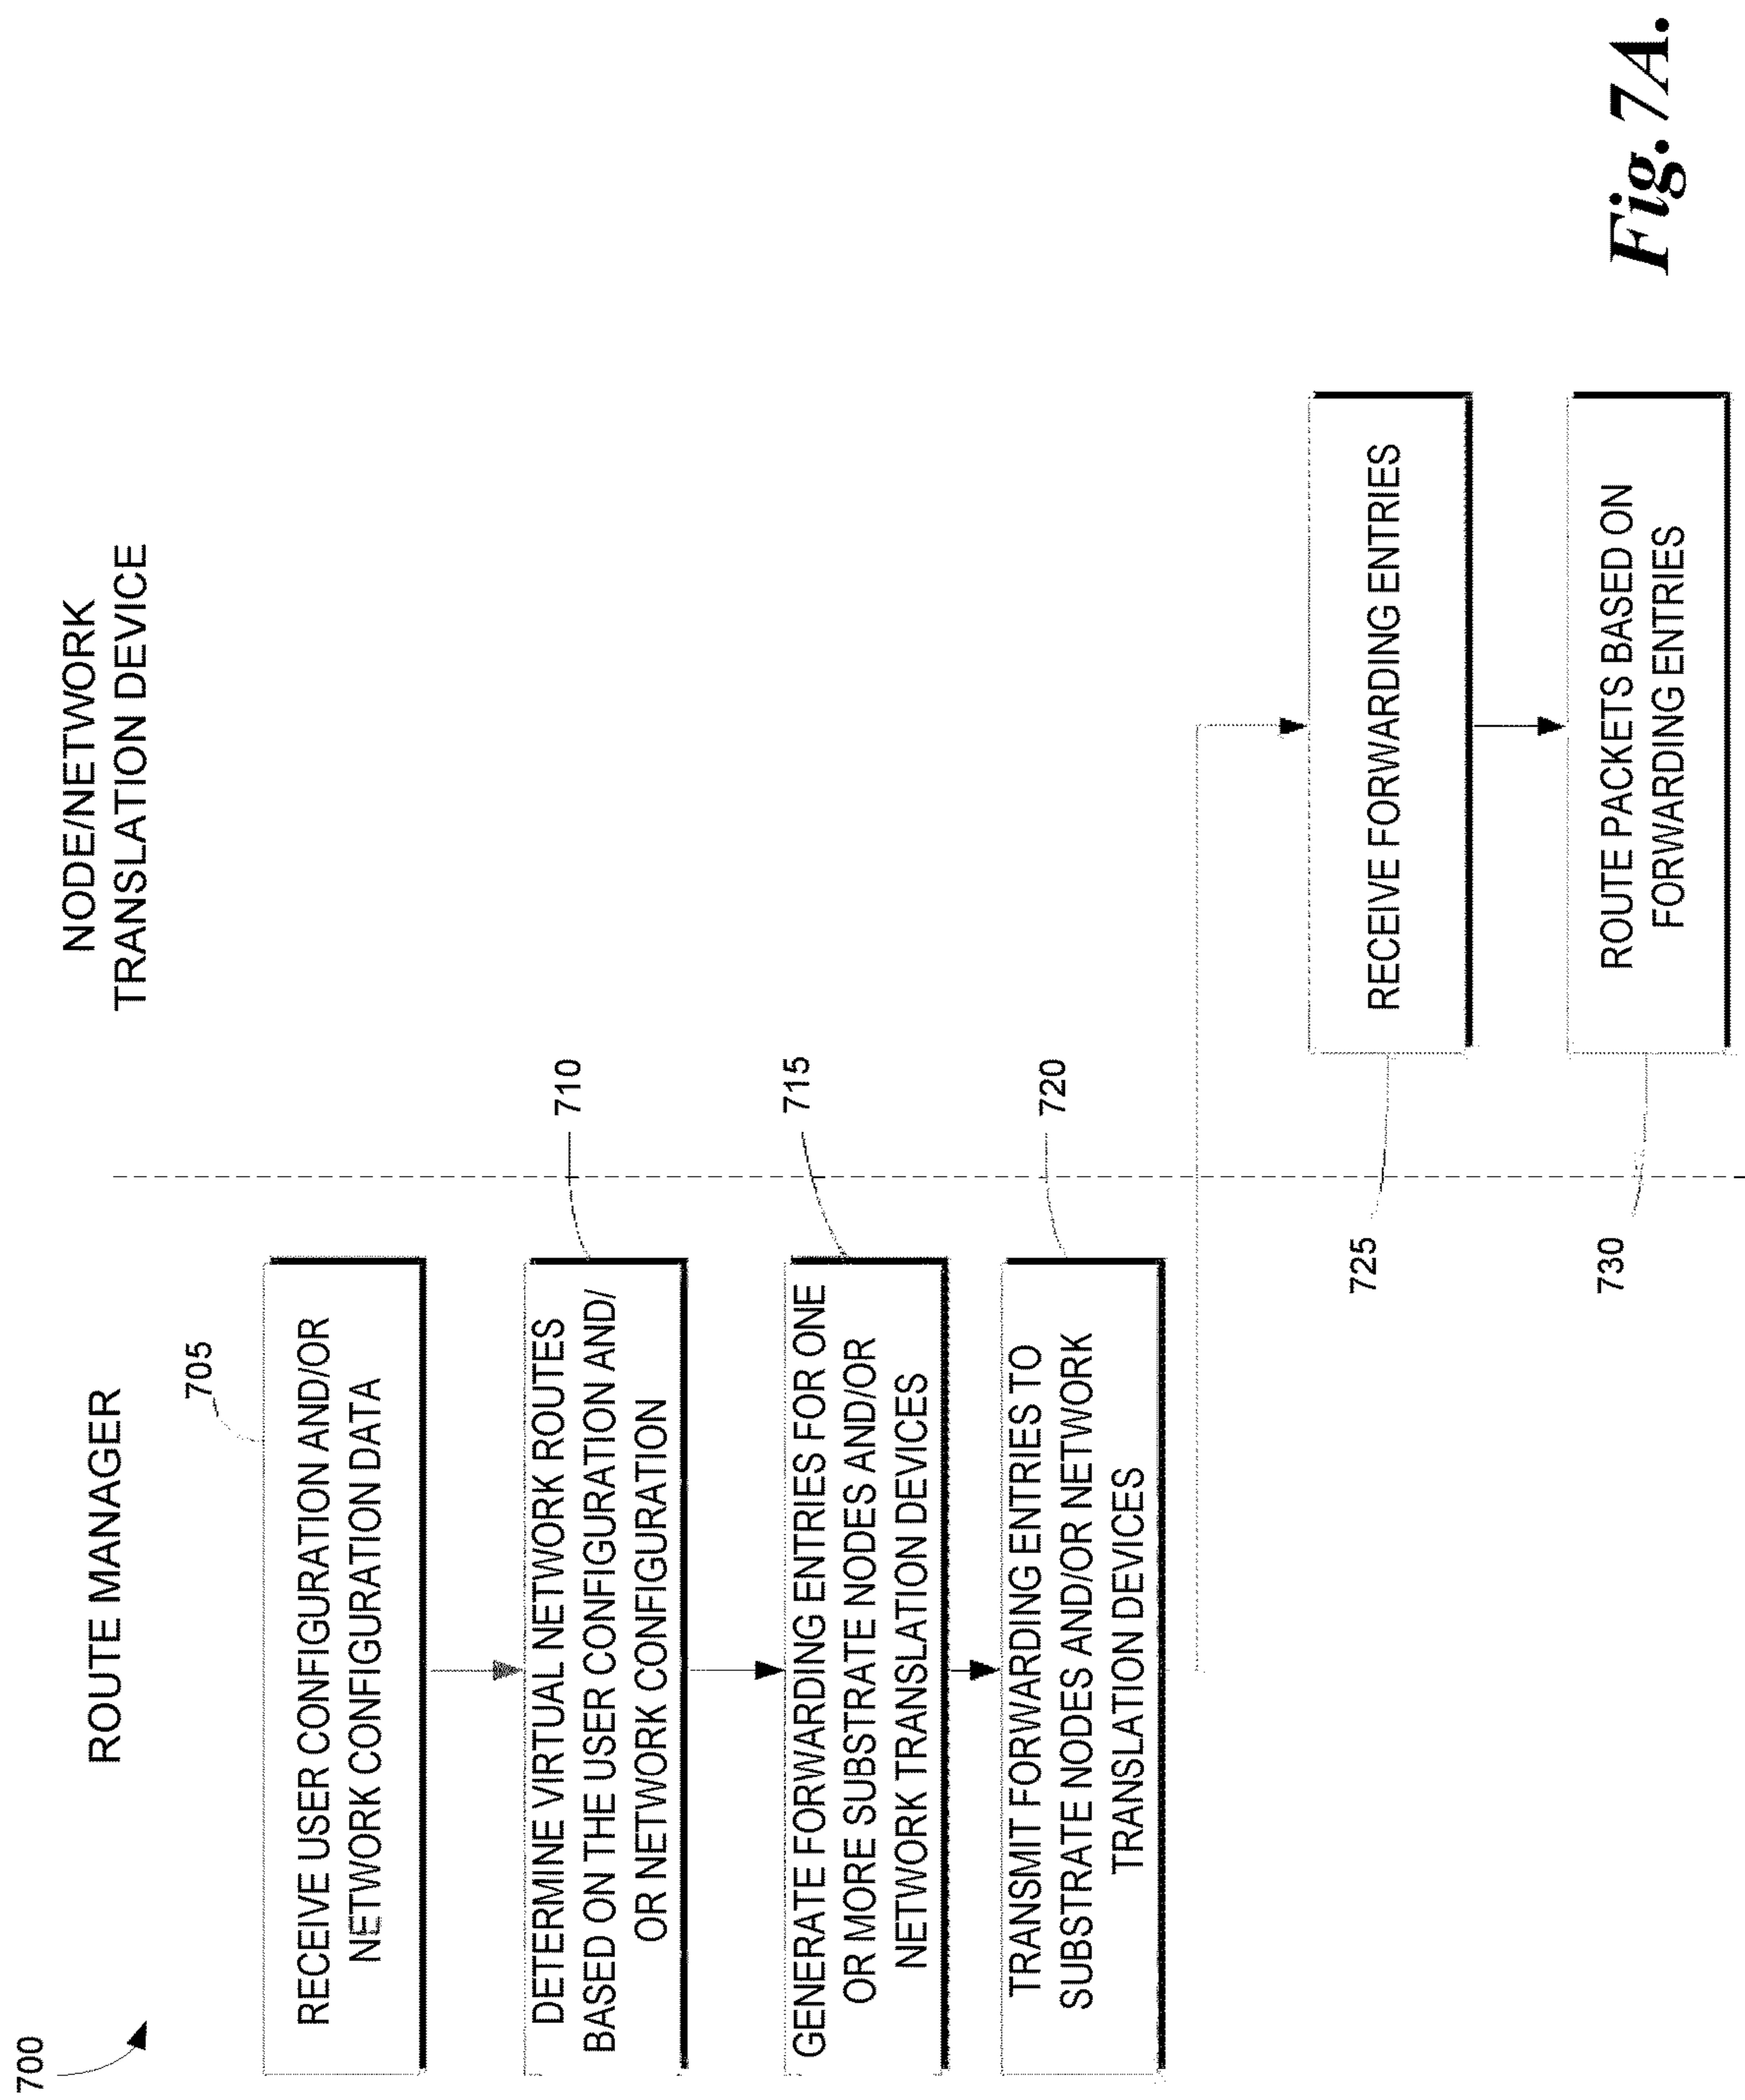 700
ROUTE MANAGER
NODE/NETWORK
TRANSLATION DEVICE
705
RECEIVE USER CONFIGURATION AND/OR
NETWORK CONFIGURATION DATA
710
DETERMINE VIRTUAL NETWORK ROUTES
BASED ON THE USER CONFIGURATION AND/
OR NETWORK CONFIGURATION
715
GENERATE FORWARDING ENTRIES FOR ONE
OR MORE SUBSTRATE NODES AND/OR
NETWORK TRANSLATION DEVICES
720
TRANSMIT FORWARDING ENTRIES TO
SUBSTRATE NODES AND/OR NETWORK
TRANSLATION DEVICES
725
RECEIVE FORWARDING ENTRIES
730
ROUTE PACKETS BASED ON
FORWARDING ENTRIES
Fig. 7A.